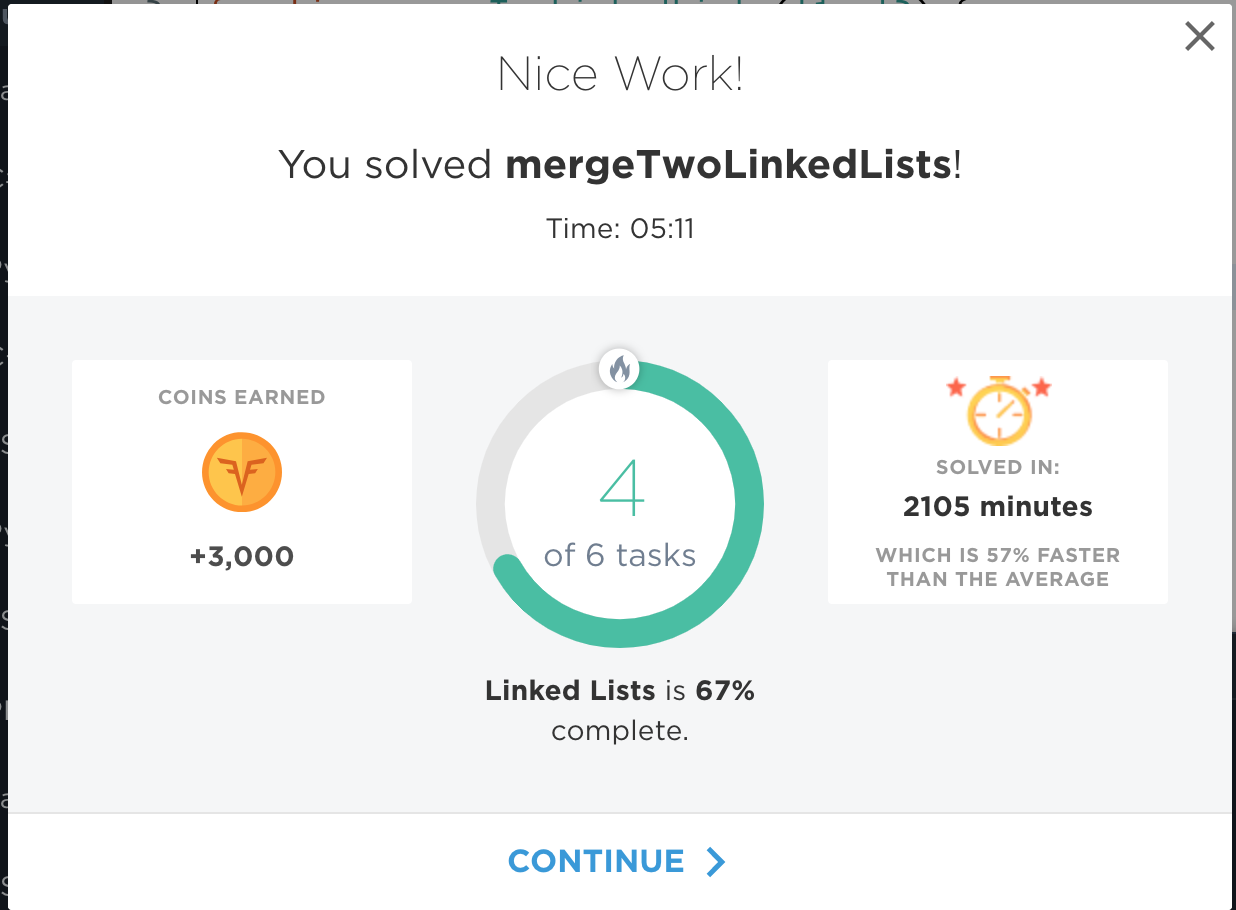 Nice Work!
You solved mergeTwoLinkedLists!
Time: 05:11
COINS EARNED
+3,000
4
of 6 tasks
SOLVED IN:
2105 minutes
WHICH IS 57% FASTER
THAN THE AVERAGE
Linked Lists is 67%
complete.
CONTINUE